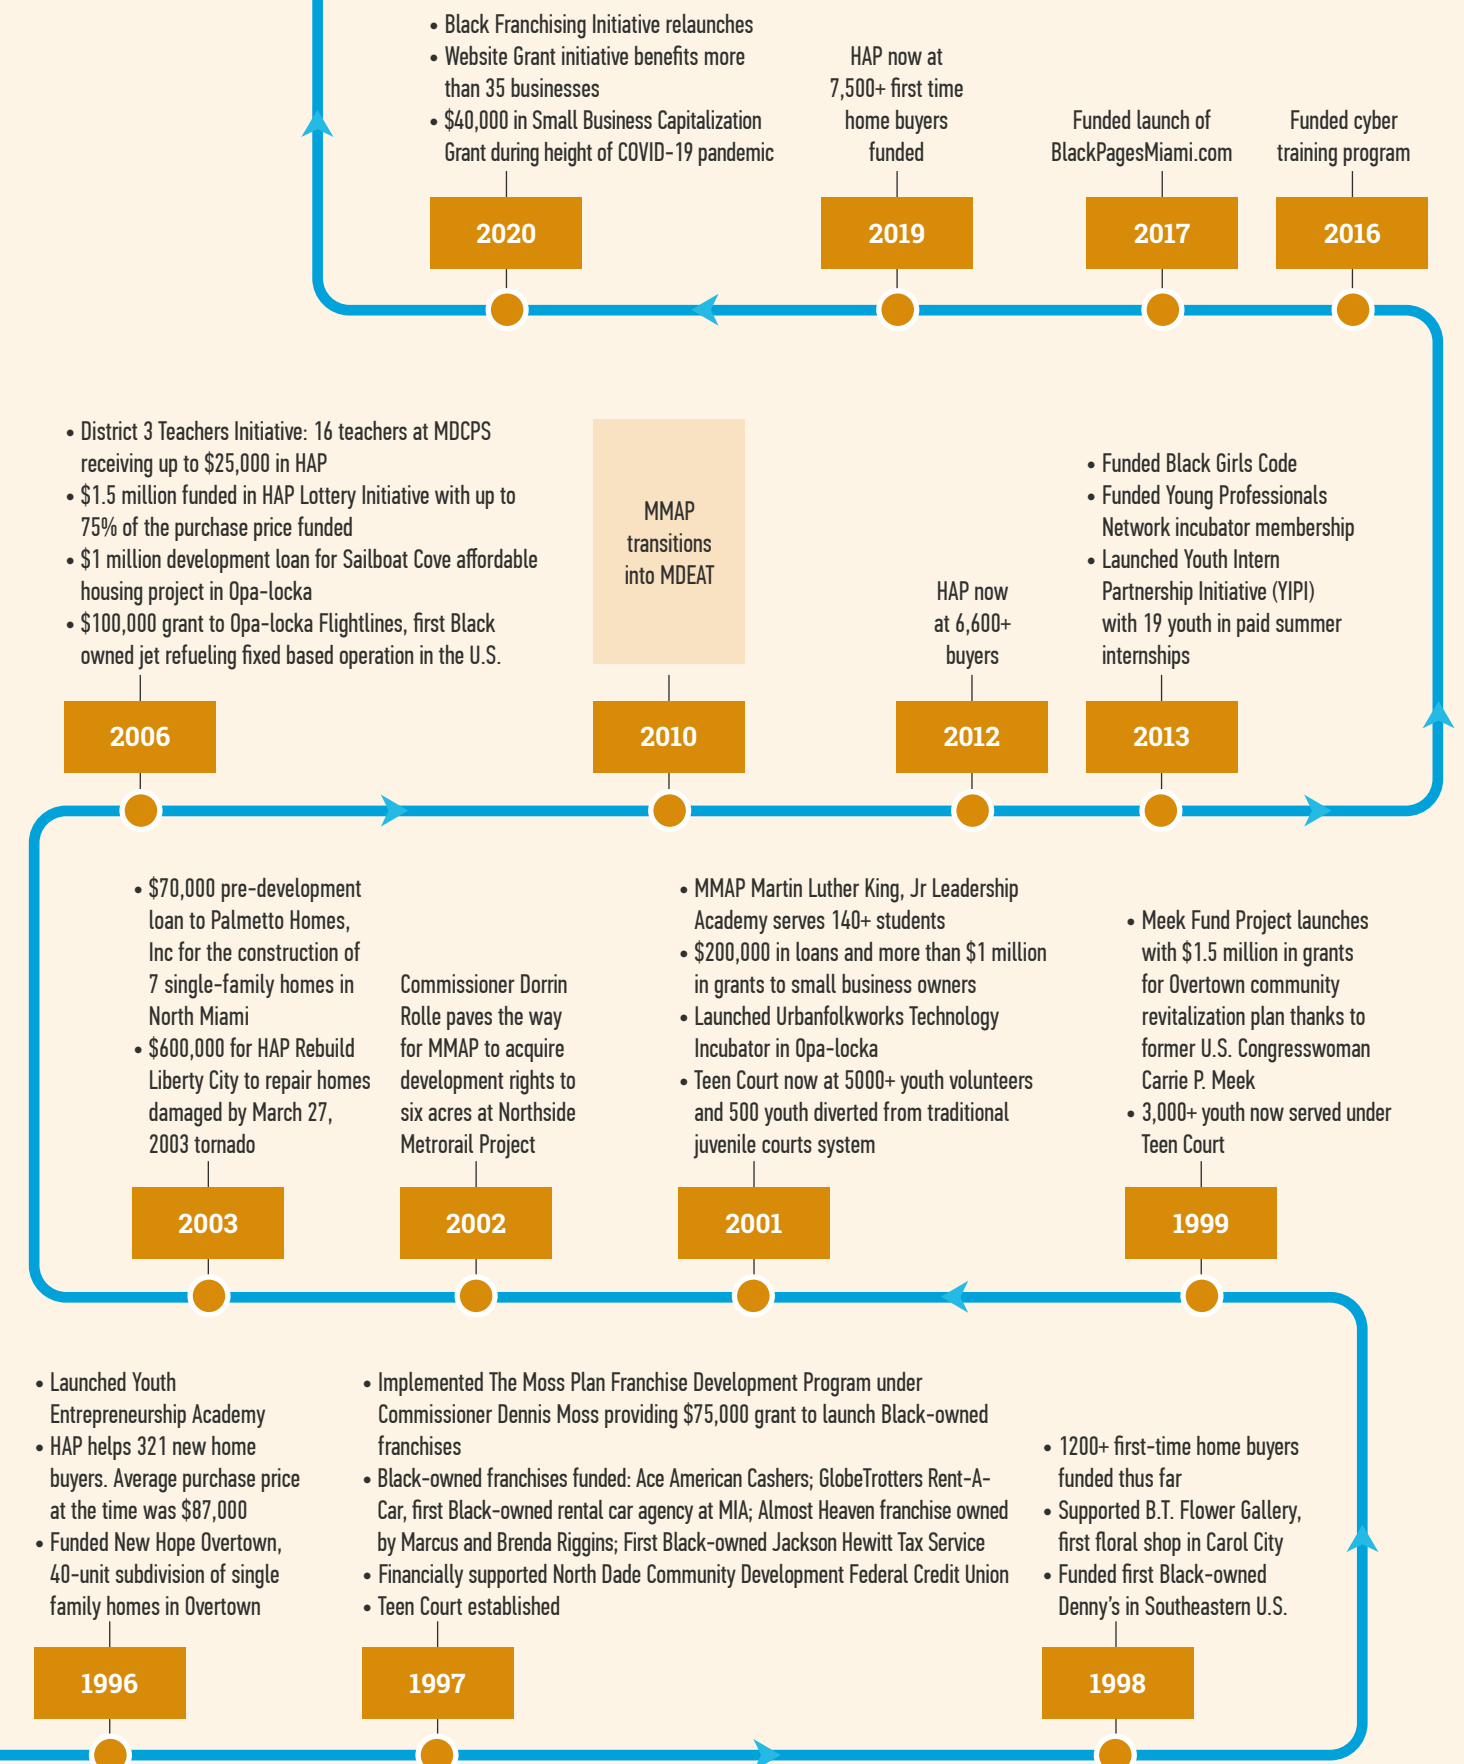 • Black Franchising Initiative relaunches
• Website Grant initiative benefits more
than 35 businesses
• $40,000 in Small Business Capitalization
Grant during height of COVID-19 pandemic
2020
HAP now at
7,500+ first time
home buyers
funded
2019
Funded launch of
BlackPagesMiami.com
2017
Funded cyber
training program
2016
• District 3 Teachers Initiative: 16 teachers at MDCPS
receiving up to $25,000 in HAP
• $1.5 million funded in HAP Lottery Initiative with up to
75% of the purchase price funded
• $1 million development loan for Sailboat Cove affordable
housing project in Opa-locka
• $100,000 grant to Opa-locka Flightlines, first Black
owned jet refueling fixed based operation in the U.S.
2006
MMAP
transitions
into MDEAT
2010
HAP now
at 6,600+
buyers
2012
• Funded Black Girls Code
• Funded Young Professionals
Network incubator membership
• Launched Youth Intern
Partnership Initiative (YIPI)
with 19 youth in paid summer
internships
2013
• $70,000 pre-development
loan to Palmetto Homes,
Inc for the construction of
7 single-family homes in
North Miami
• $600,000 for HAP Rebuild
Liberty City to repair homes
damaged by March 27,
2003 tornado
2003
Commissioner Dorrin
Rolle paves the way
for MMAP to acquire
development rights to
six acres at Northside
Metrorail Project
2002
• MMAP Martin Luther King, Jr Leadership
Academy serves 140+ students
• $200,000 in loans and more than $1 million
in grants to small business owners
• Launched Urbanfolkworks Technology
Incubator in Opa-locka
• Teen Court now at 5000+ youth volunteers
and 500 youth diverted from traditional
juvenile courts system
2001
• Meek Fund Project launches
with $1.5 million in grants
for Overtown community
revitalization plan thanks to
former U.S. Congresswoman
Carrie P. Meek
• 3,000+ youth now served under
Teen Court
1999
• Launched Youth
Entrepreneurship Academy
• HAP helps 321 new home
buyers. Average purchase price
at the time was $87,000
• Funded New Hope Overtown,
40-unit subdivision of single
family homes in Overtown
1996
• Implemented The Moss Plan Franchise Development Program under
Commissioner Dennis Moss providing $75,000 grant to launch Black-owned
franchises
• Black-owned franchises funded: Ace American Cashers; GlobeTrotters Rent-A-
Car, first Black-owned rental car agency at MIA; Almost Heaven franchise owned
by Marcus and Brenda Riggins; First Black-owned Jackson Hewitt Tax Service
• Financially supported North Dade Community Development Federal Credit Union
• Teen Court established
1997
• 1200+ first-time home buyers
funded thus far
• Supported B.T. Flower Gallery,
first floral shop in Carol City
• Funded first Black-owned
Denny's in Southeastern U.S.
1998